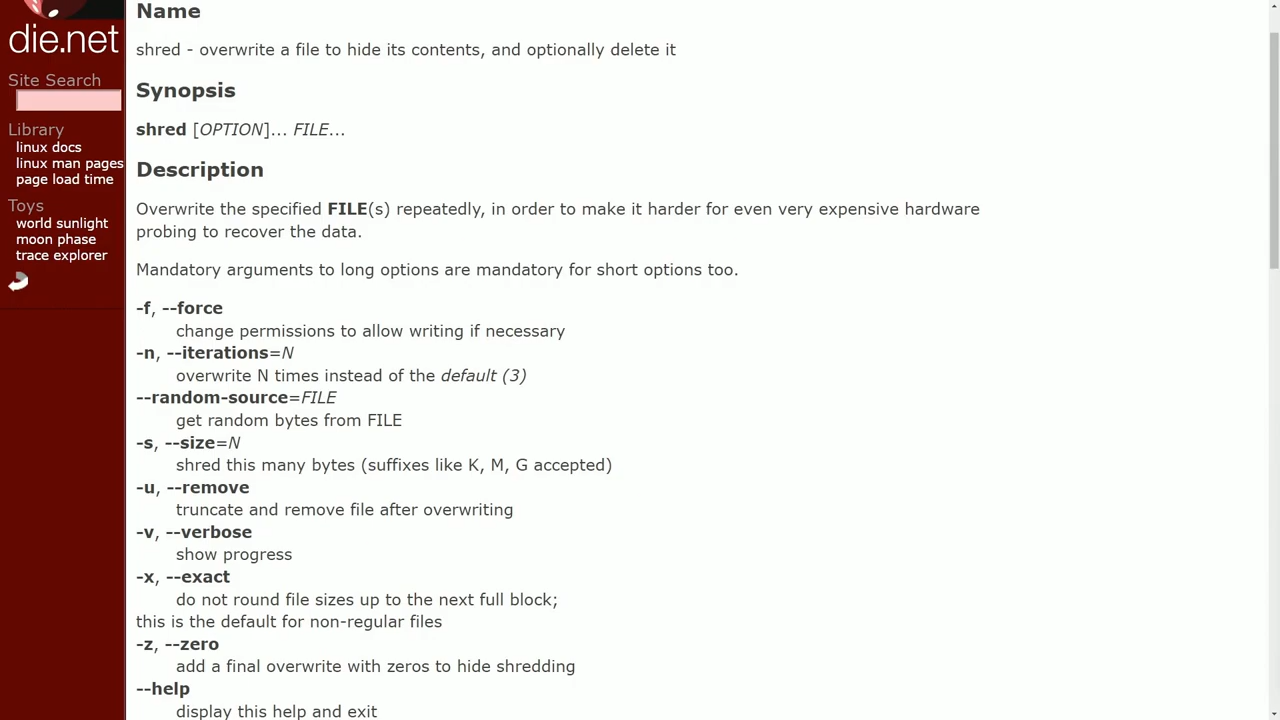 die.net
Site Search
Library
linux docs
linux man pages
page load time
Toys
world sunlight
moon phase
trace explorer
Name
shred - overwrite a file to hide its contents, and optionally delete it
Synopsis
shred [OPTION]... FILE...
Description
Overwrite the specified FILE(s) repeatedly, in order to make it harder for even very expensive hardware
probing to recover the data.
Mandatory arguments to long options are mandatory for short options too.
-f, --force
change permissions to allow writing if necessary
-n, --iterations=N
overwrite N times instead of the default (3)
--random-source=FILE
get random bytes from FILE
-s, --size=N
shred this many bytes (suffixes like K, M, G accepted)
-u, --remove
truncate and remove file after overwriting
-v, --verbose
show progress
-x, --exact
do not round file sizes up to the next full block;
this is the default for non-regular files
-z, --zero
add a final overwrite with zeros to hide shredding
--help
display this help and exit